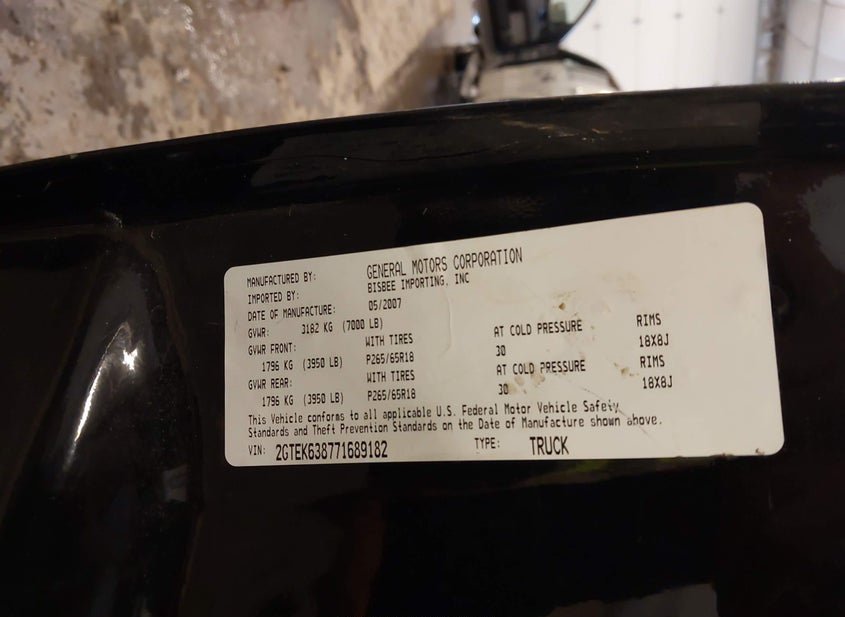 MANUFACTURED BY: GENERAL MOTORS CORPORATION
IMPORTED BY: BISBEE IMPORTING, INC
DATE OF MANUFACTURE: 05/2007
GVWR: 3182 KG (7000 LB)
GVWR FRONT: WITH TIRES AT COLD PRESSURE RIMS
1796 KG (3950 LB) P265/65R18 30 18X8J
GVWR REAR: WITH TIRES AT COLD PRESSURE RIMS
1796 KG (3950 LB) P265/65R18 30 18X8J
This Vehicle conforms to all applicable U.S. Federal Motor Vehicle Safety
Standards and Theft Prevention Standards on the Date of Manufacture shown above.
VIN: 2GTEK638771689182 TYPE: TRUCK